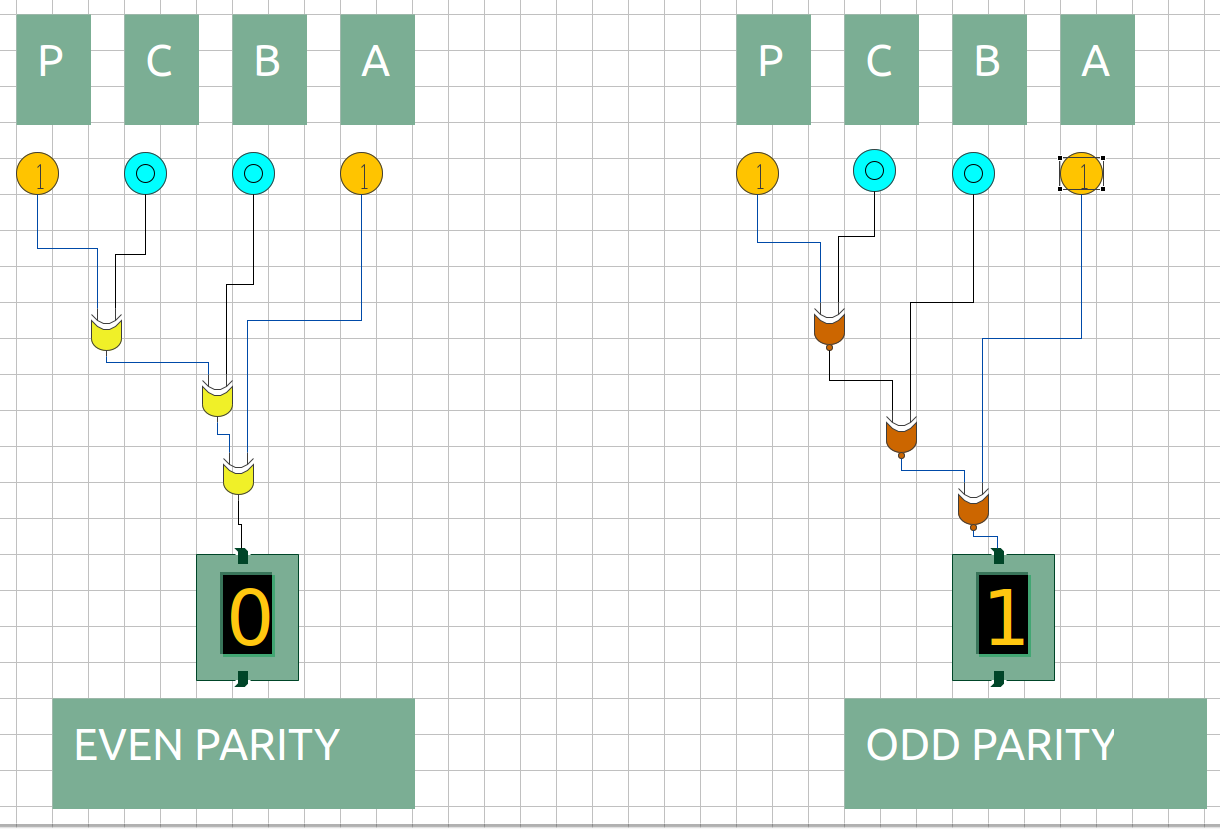 P C B A P C B A
1 0 0 1 1 0 0 1
0 1
EVEN PARITY ODD PARITY